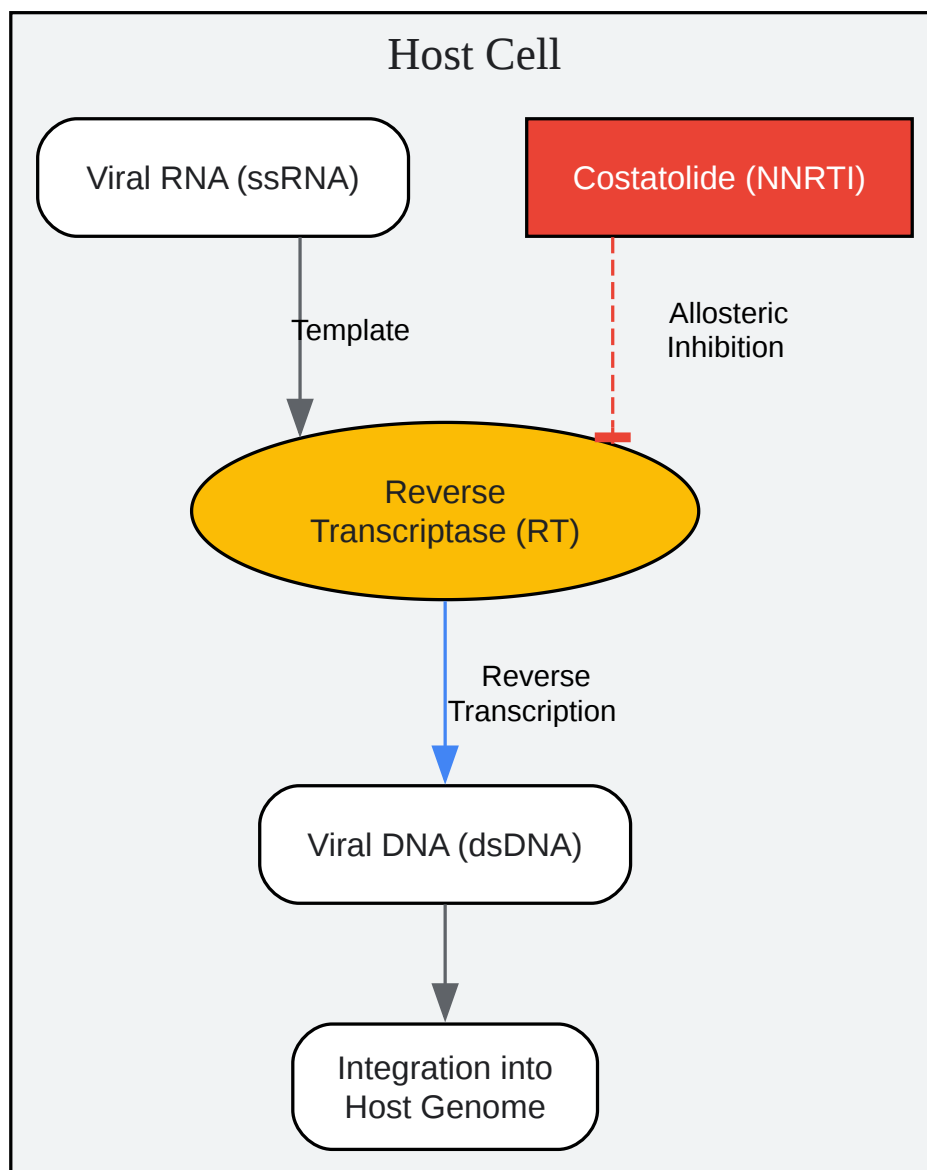 Host Cell
Viral RNA (ssRNA)
Costatolide (NNRTI)
Template
Allosteric
Inhibition
Reverse
Transcriptase (RT)
Reverse
Transcription
Viral DNA (dsDNA)
Integration into
Host Genome